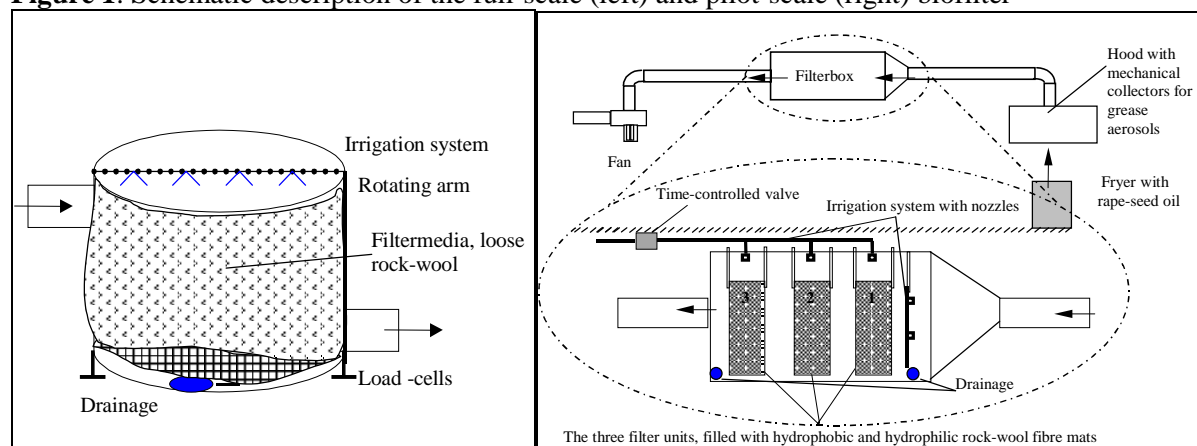 Figure 1. Schematic description of the full-scale (left) and pilot-scale (right) biofilter
Irrigation system
Rotating arm
Filtermedia, loose
rock-wool
Load -cells
Drainage
Filterbox
Hood with
mechanical
collectors for
grease
aerosols
Fan
Fryer with
rape-seed oil
Time-controlled valve
Irrigation system with nozzles
3
2
1
Drainage
The three filter units, filled with hydrophobic and hydrophilic rock-wool fibre mats